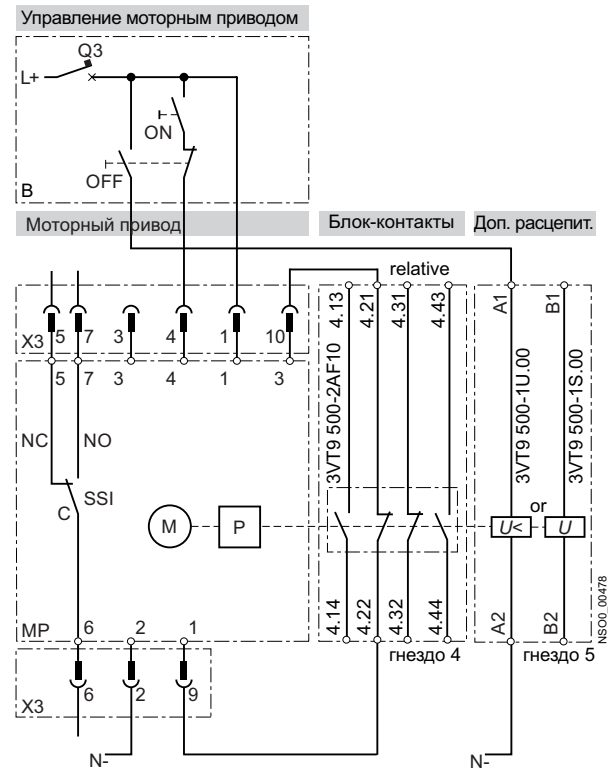 Управление моторным приводом
Q3
L+
ON
OFF
B
Моторный привод
Блок-контакты
Доп. расцепит.
relative
4.13
4.21
4.31
4.43
A1
B1
X3
5
7
3
4
1
10
5
7
3
4
1
3
3VT9 500-2AF10
3VT9 500-1U.00
3VT9 500-1S.00
NC
NO
C
SSI
M
P
or
U<
U
4.14
4.22
4.32
4.44
A2
B2
NSO0_00478
MP
6
2
1
гнездо 4
гнездо 5
X3
6
2
9
N-
N-